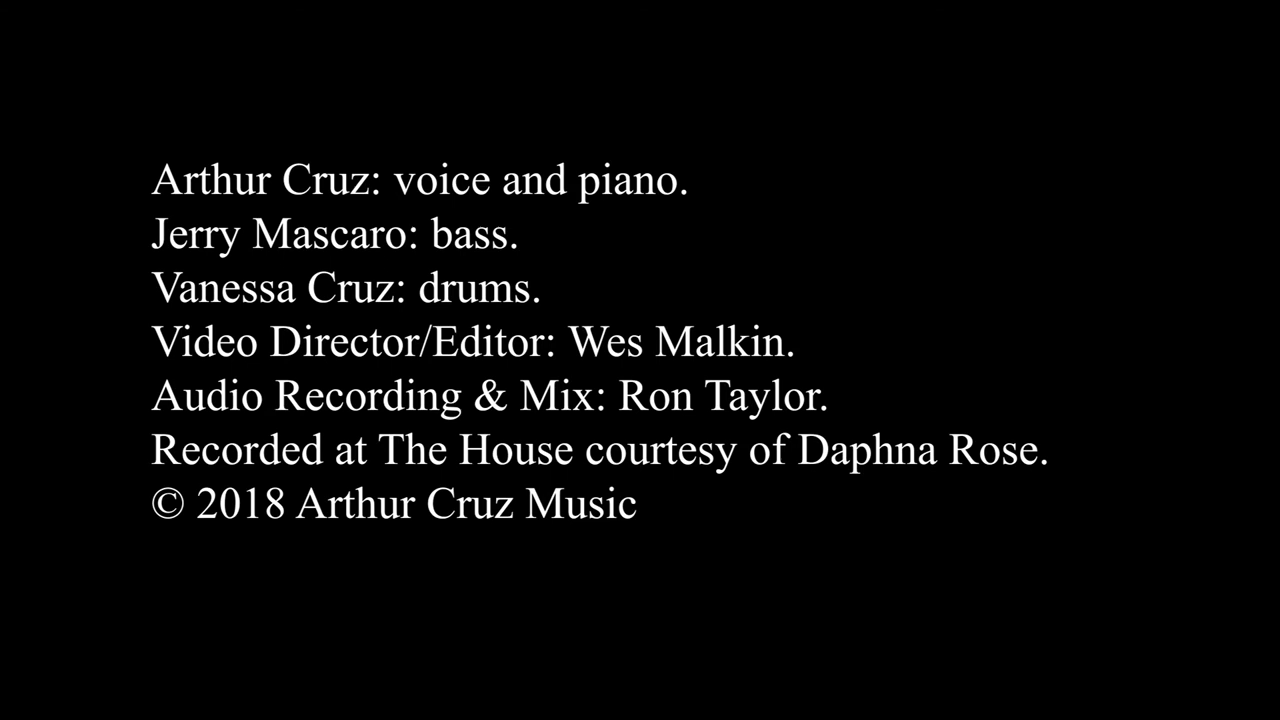 Arthur Cruz: voice and piano.
Jerry Mascaro: bass.
Vanessa Cruz: drums.
Video Director/Editor: Wes Malkin.
Audio Recording & Mix: Ron Taylor.
Recorded at The House courtesy of Daphna Rose.
© 2018 Arthur Cruz Music